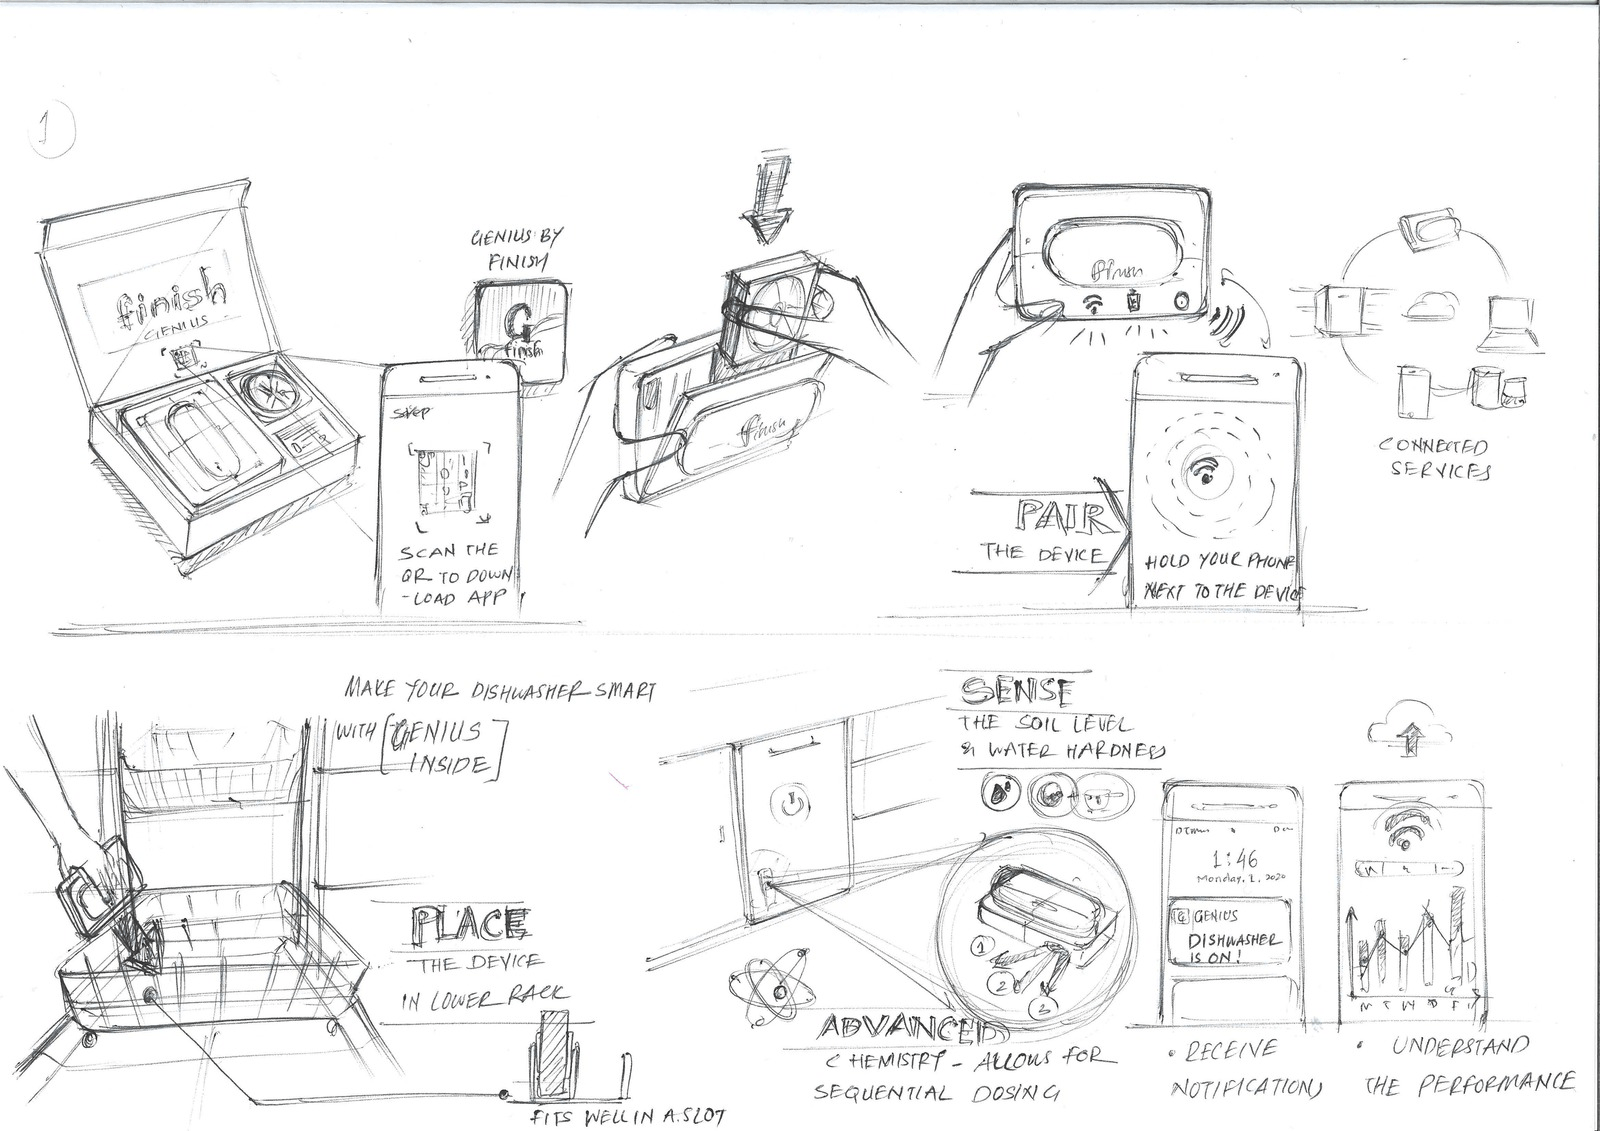 1
finish
GENIUS
GENIUS BY
FINISH
G
finish
SCAN THE
QR TO DOWN
-LOAD APP
finish
finish
PAIR
THE DEVICE
HOLD YOUR PHONE
NEXT TO THE DEVICE
CONNECTED
SERVICES
MAKE YOUR DISHWASHER SMART
WITH [GENIUS
INSIDE]
PLACE
THE DEVICE
IN LOWER RACK
FITS WELL IN A SLOT
SENSE
THE SOIL LEVEL
& WATER HARDNESS
1
2
3
ADVANCED
CHEMISTRY - ALLOWS FOR
SEQUENTIAL DOSING
1:46
Monday, 2, 2020
G GENIUS
DISHWASHER
IS ON!
• RECEIVE
NOTIFICATIONS
M T W
• UNDERSTAND
THE PERFORMANCE